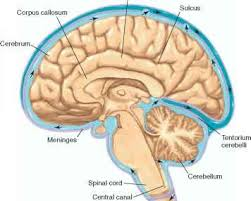 Corpus callosum
Sulcus
Cerebrum
Meninges
Tentorium
cerebelli
Cerebellum
Spinal cord
Central canal